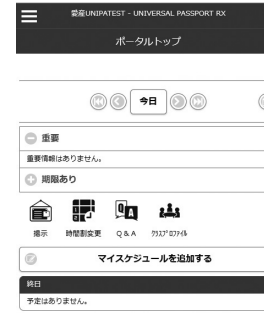 愛産UNIPATEST - UNIVERSAL PASSPORT RX
ポータルトップ
今日
重要
重要情報はありません。
期限あり
掲示 時間割変更 Q & A クラスプロファイル
マイスケジュールを追加する
終日
予定はありません。